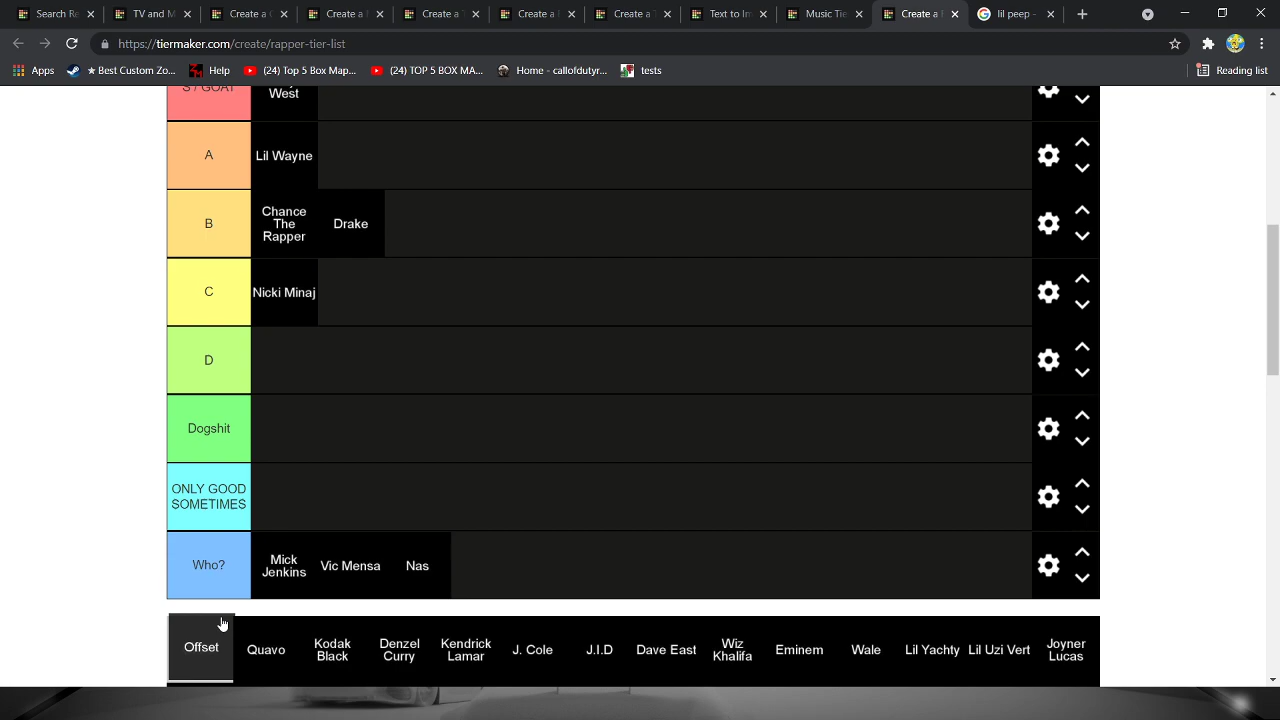 Search Re
TV and
Create a
Create a F
Create a
Create a
Create a
Create a
Text to Im
Music Tie
Create a F
lil peep
https://creatorset.com/pages/rapper-tier-list
Apps
★ Best Custom Zo...
Help
(24) Top 5 Box Map...
(24) TOP 5 BOX MA...
Home - callofdutyr...
tests
Reading list
S / GOAT
West
A
Lil Wayne
B
Chance
The
Rapper
Drake
C
Nicki Minaj
D
Dogshit
ONLY GOOD
SOMETIMES
Who?
Mick
Jenkins
Vic Mensa
Nas
Offset
Quavo
Kodak
Black
Denzel
Curry
Kendrick
Lamar
J. Cole
J.I.D
Dave East
Wiz
Khalifa
Eminem
Wale
Lil Yachty
Lil Uzi Vert
Joyner
Lucas